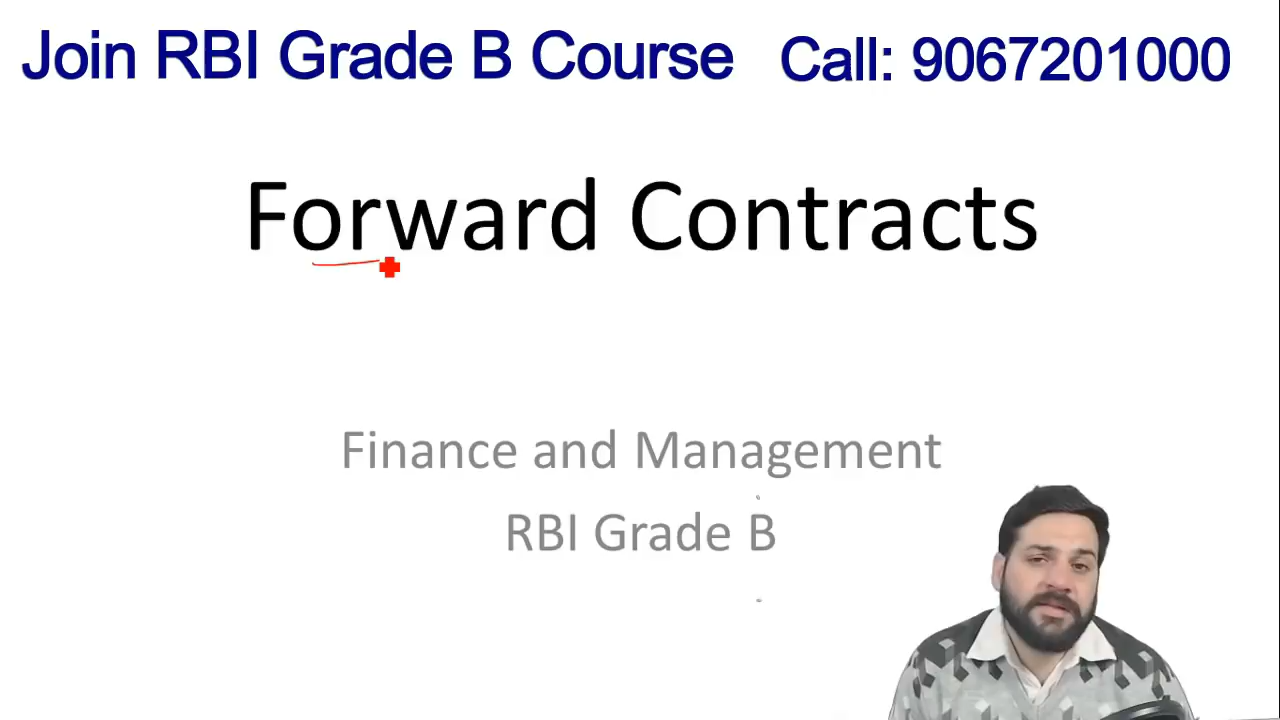 Join RBI Grade B Course Call: 9067201000
Forward Contracts
Finance and Management
RBI Grade B